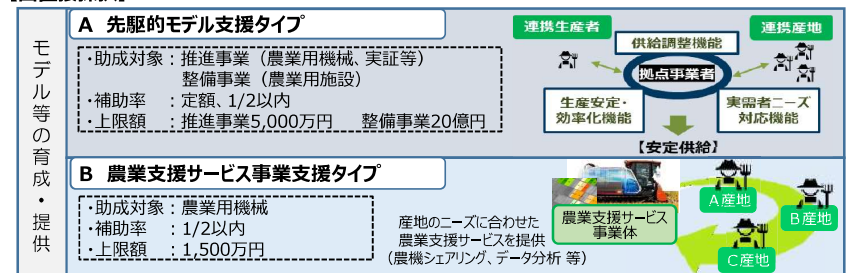 モデル等の育成・提供
A 先駆的モデル支援タイプ
・助成対象：推進事業（農業用機械、実証等）
整備事業（農業用施設）
・補助率　：定額、1/2以内
・上限額　：推進事業5,000万円　整備事業20億円
連携生産者
連携産地
供給調整機能
拠点事業者
生産安定・
効率化機能
実需者ニーズ
対応機能
【安定供給】
B 農業支援サービス事業支援タイプ
・助成対象：農業用機械
・補助率　：1/2以内
・上限額　：1,500万円
産地のニーズに合わせた
農業支援サービスを提供
（農機シェアリング、データ分析 等）
農業支援サービス
事業体
A産地
B産地
C産地